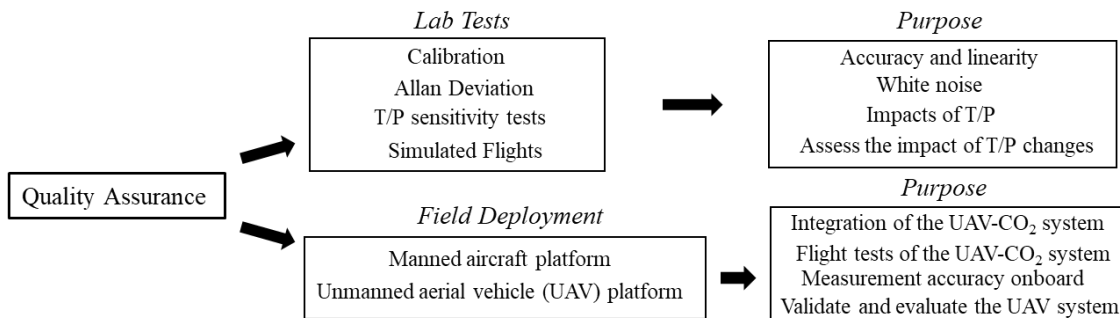 Lab Tests
Calibration
Allan Deviation
T/P sensitivity tests
Simulated Flights
Purpose
Accuracy and linearity
White noise
Impacts of T/P
Assess the impact of T/P changes
Quality Assurance
Field Deployment
Manned aircraft platform
Unmanned aerial vehicle (UAV) platform
Purpose
Integration of the UAV-CO₂ system
Flight tests of the UAV-CO₂ system
Measurement accuracy onboard
Validate and evaluate the UAV system